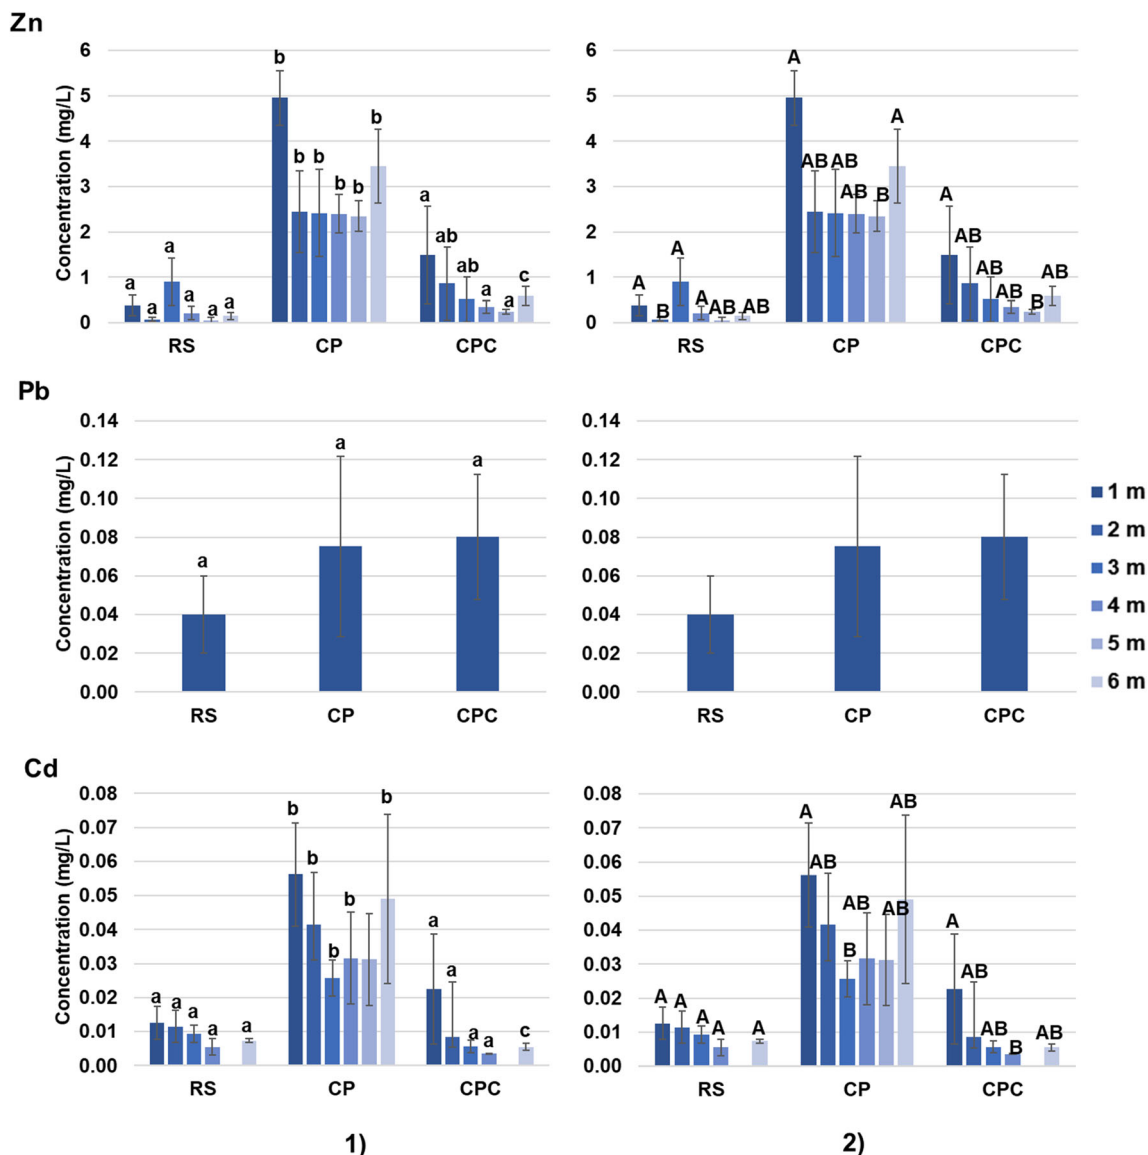 Zn
Concentration (mg/L)
6
5
4
3
2
1
0
a
a
a
a
a
a
b
b
b
b
b
b
a
ab
ab
a
a
c
RS
CP
CPC
6
5
4
3
2
1
0
A
B
A
A
AB
AB
A
AB
AB
AB
B
A
A
AB
AB
AB
B
AB
RS
CP
CPC
Pb
Concentration (mg/L)
0.14
0.12
0.10
0.08
0.06
0.04
0.02
0.00
a
a
a
RS
CP
CPC
0.14
0.12
0.10
0.08
0.06
0.04
0.02
0.00
RS
CP
CPC
1 m
2 m
3 m
4 m
5 m
6 m
Cd
Concentration (mg/L)
0.08
0.07
0.06
0.05
0.04
0.03
0.02
0.01
0.00
a
a
a
a
a
b
b
b
b
b
a
a
a
a
c
RS
CP
CPC
0.08
0.07
0.06
0.05
0.04
0.03
0.02
0.01
0.00
A
A
A
A
A
A
AB
B
AB
AB
AB
A
AB
AB
B
AB
RS
CP
CPC
1)
2)